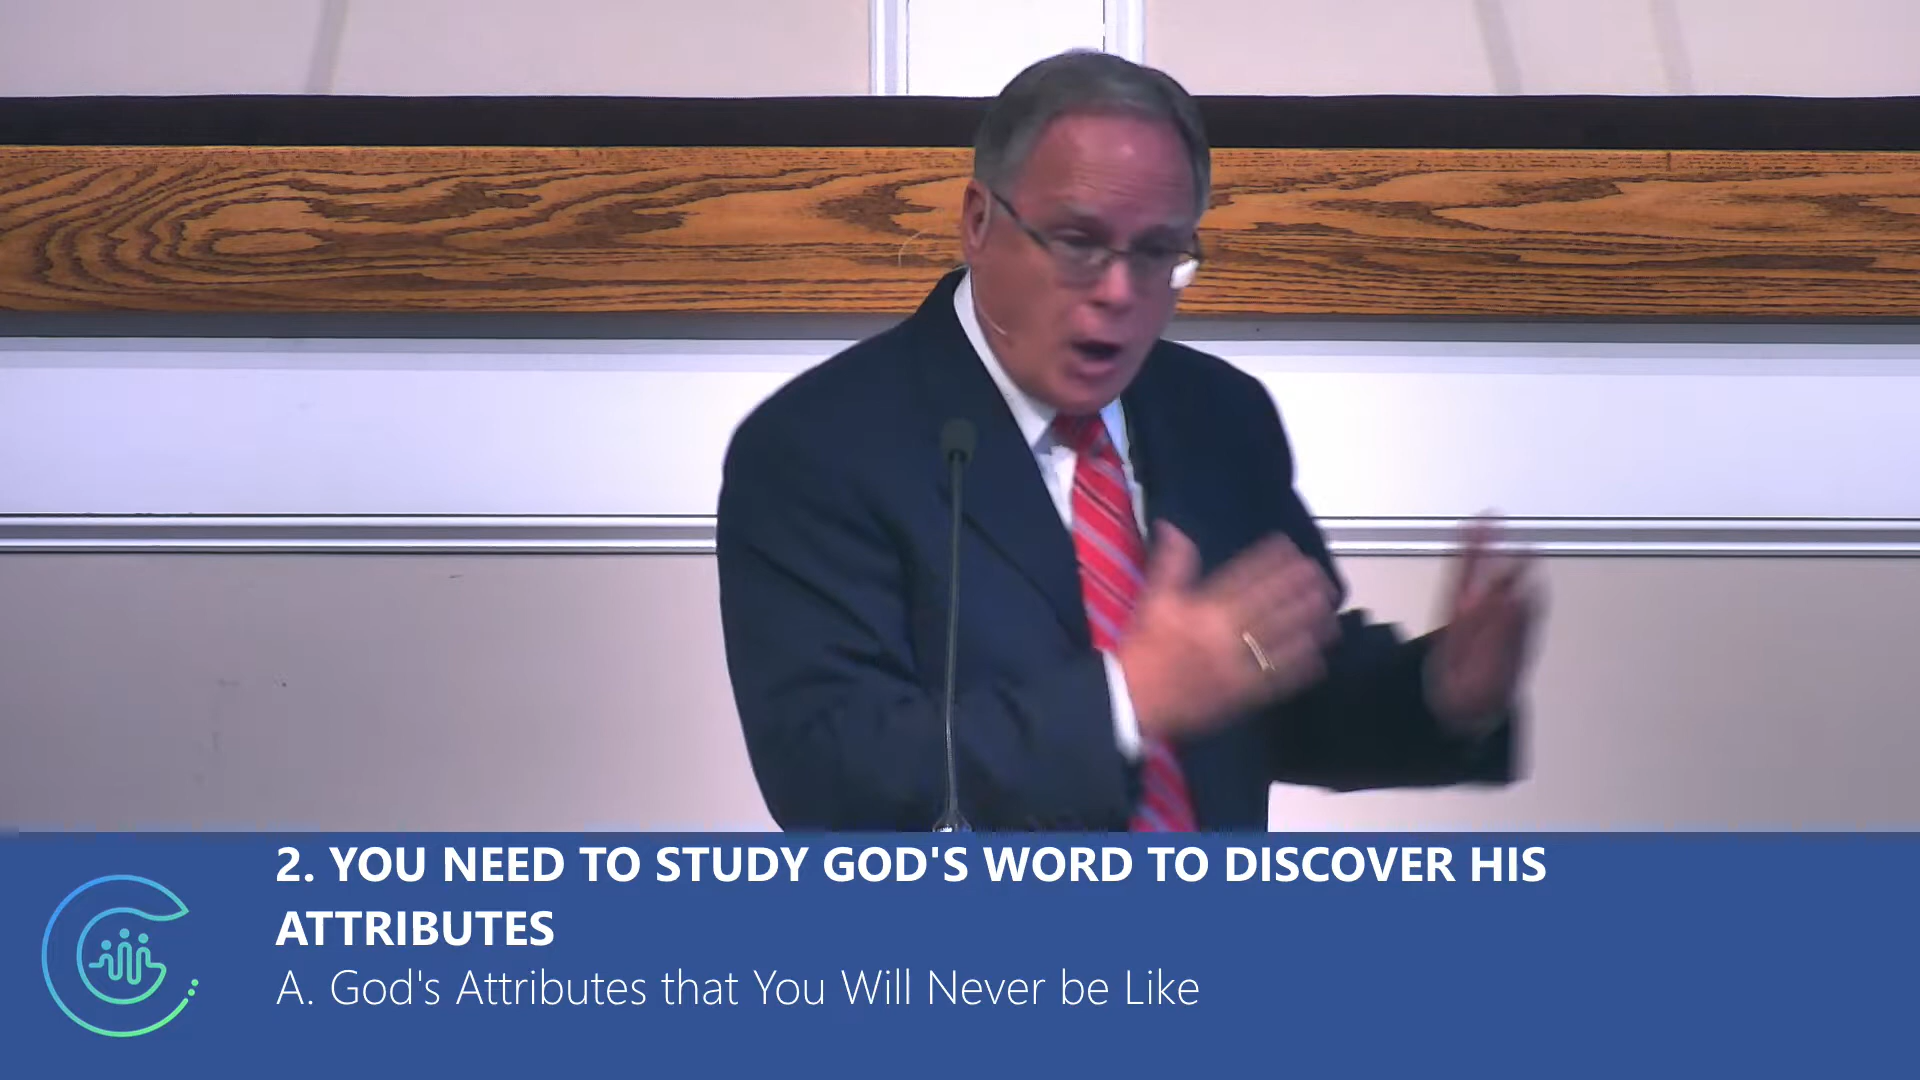 2. YOU NEED TO STUDY GOD'S WORD TO DISCOVER HIS
ATTRIBUTES
A. God's Attributes that You Will Never be Like